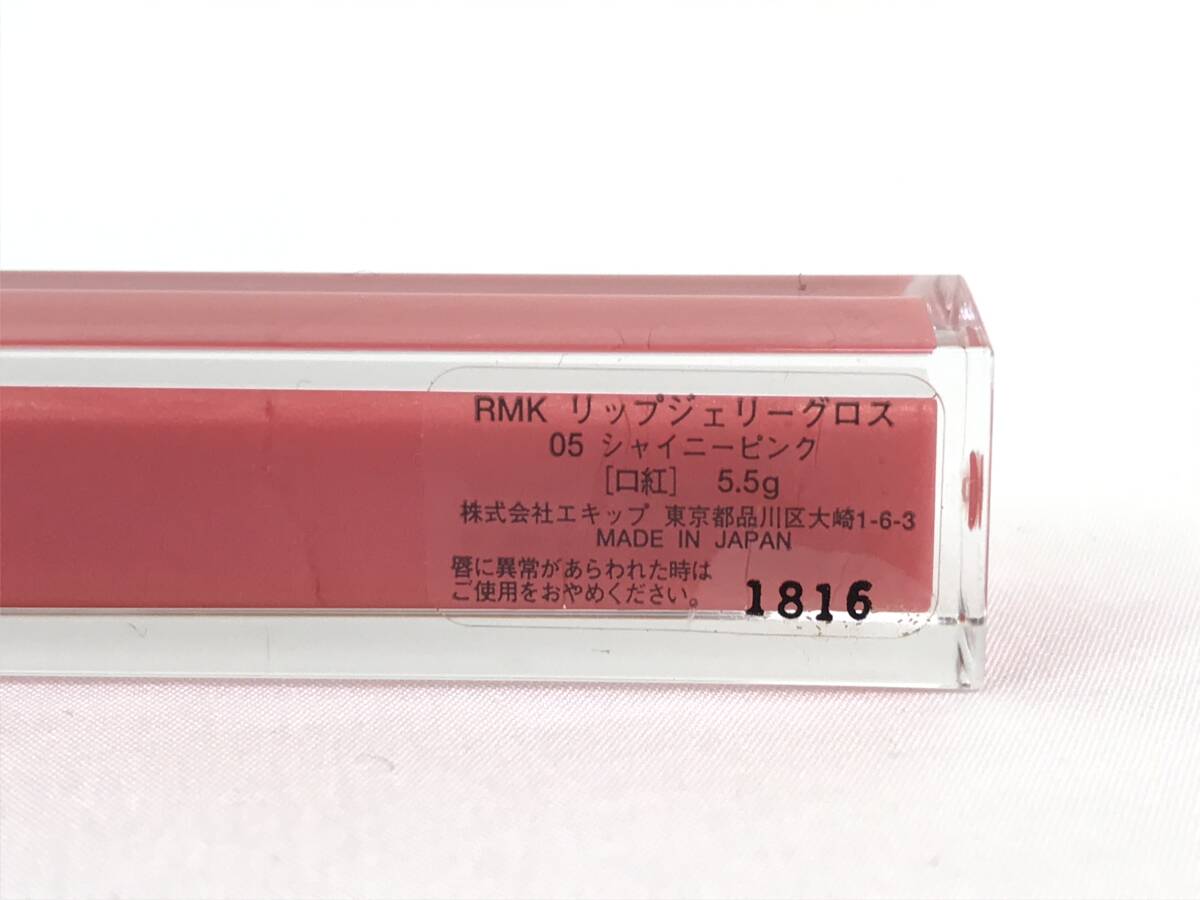 RMK リップジェリーグロス
05 シャイニーピンク
［口紅］ 5.5g
株式会社エキップ 東京都品川区大崎1-6-3
MADE IN JAPAN
唇に異常があらわれた時は
ご使用をおやめください。
1816